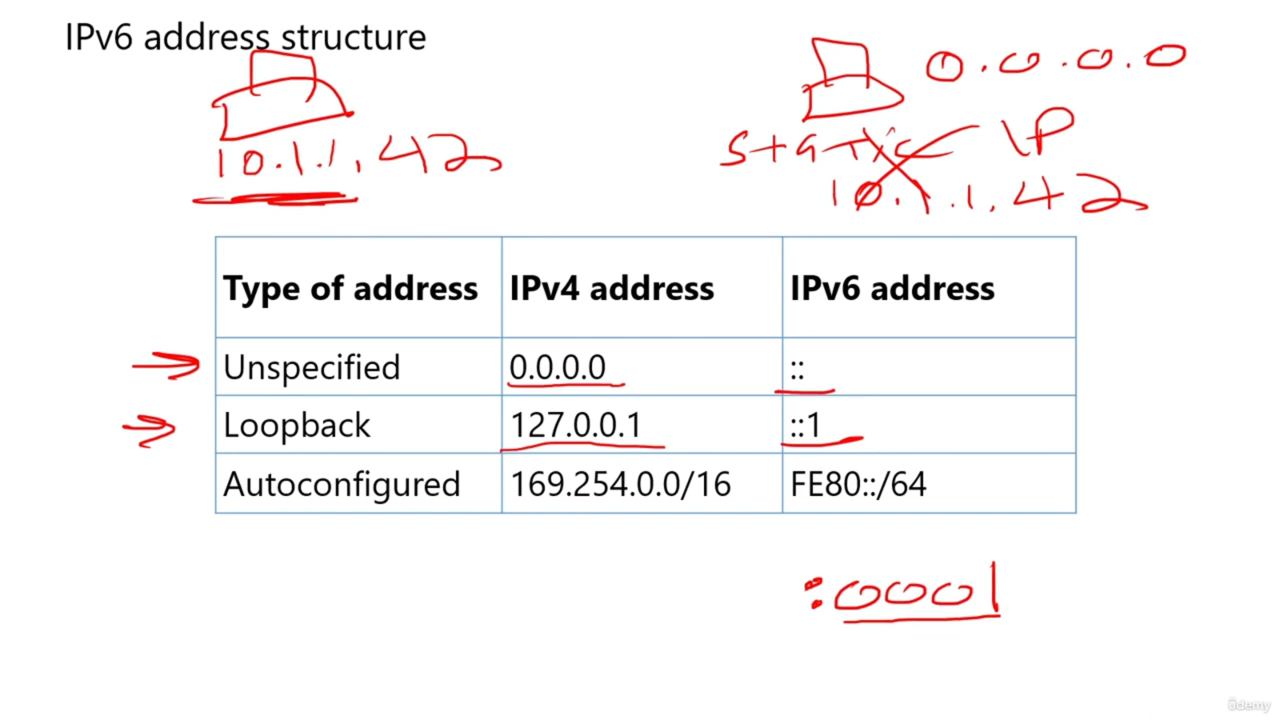 IPv6 address structure
0.0.0.0
10.1.1.42
static IP
10.1.1.42
Type of address IPv4 address IPv6 address
Unspecified 0.0.0.0 ::
Loopback 127.0.0.1 ::1
Autoconfigured 169.254.0.0/16 FE80::/64
:0001
ûdemy